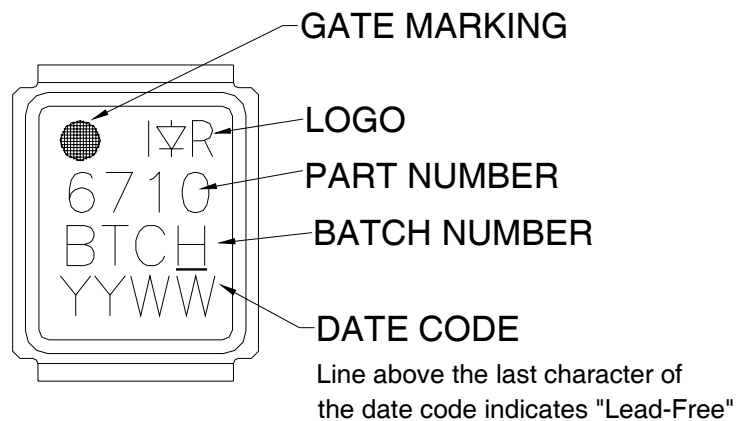 GATE MARKING
IR
LOGO
6710
PART NUMBER
BTCH
BATCH NUMBER
YYWW
DATE CODE
Line above the last character of
the date code indicates "Lead-Free"